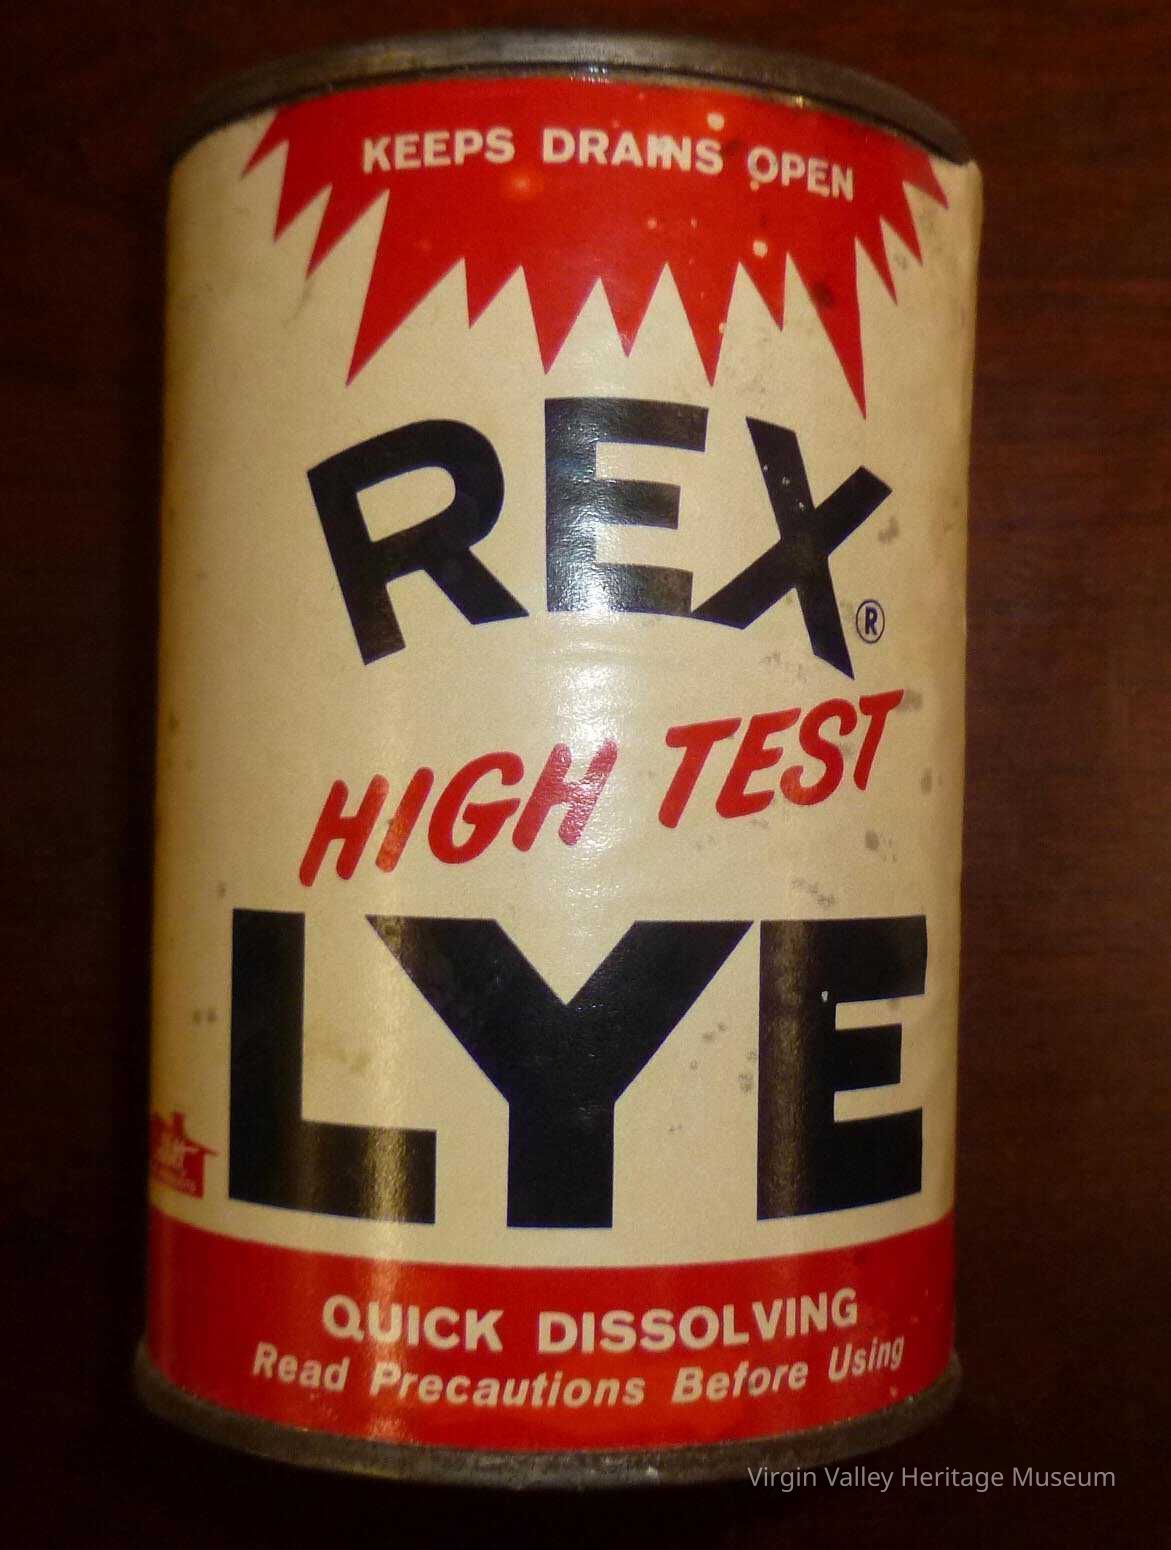 KEEPS DRAINS OPEN
REX®
HIGH TEST
LYE
QUICK DISSOLVING
Read Precautions Before Using
Virgin Valley Heritage Museum